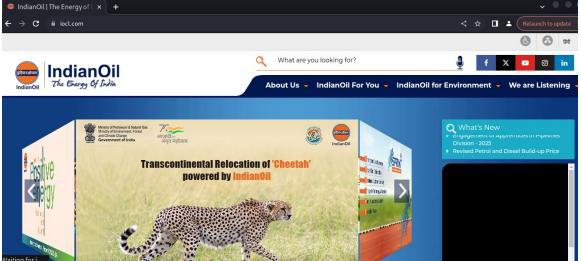 IndianOil | The Energy of I
iocl.com
Relaunch to update
What are you looking for?
IndianOil
IndianOil
The Energy Of India
About Us
IndianOil For You
IndianOil for Environment
We are Listening
Ministry of Petroleum & Natural Gas
Ministry of Environment, Forest
and Climate Change
Government of India
IndianOil
Transcontinental Relocation of 'Cheetah'
powered by IndianOil
Positive
Energy
What's New
Engagement of Apprentices in Pipelines
Division - 2025
Revised Petrol and Diesel Build-up Price
Waiting for i